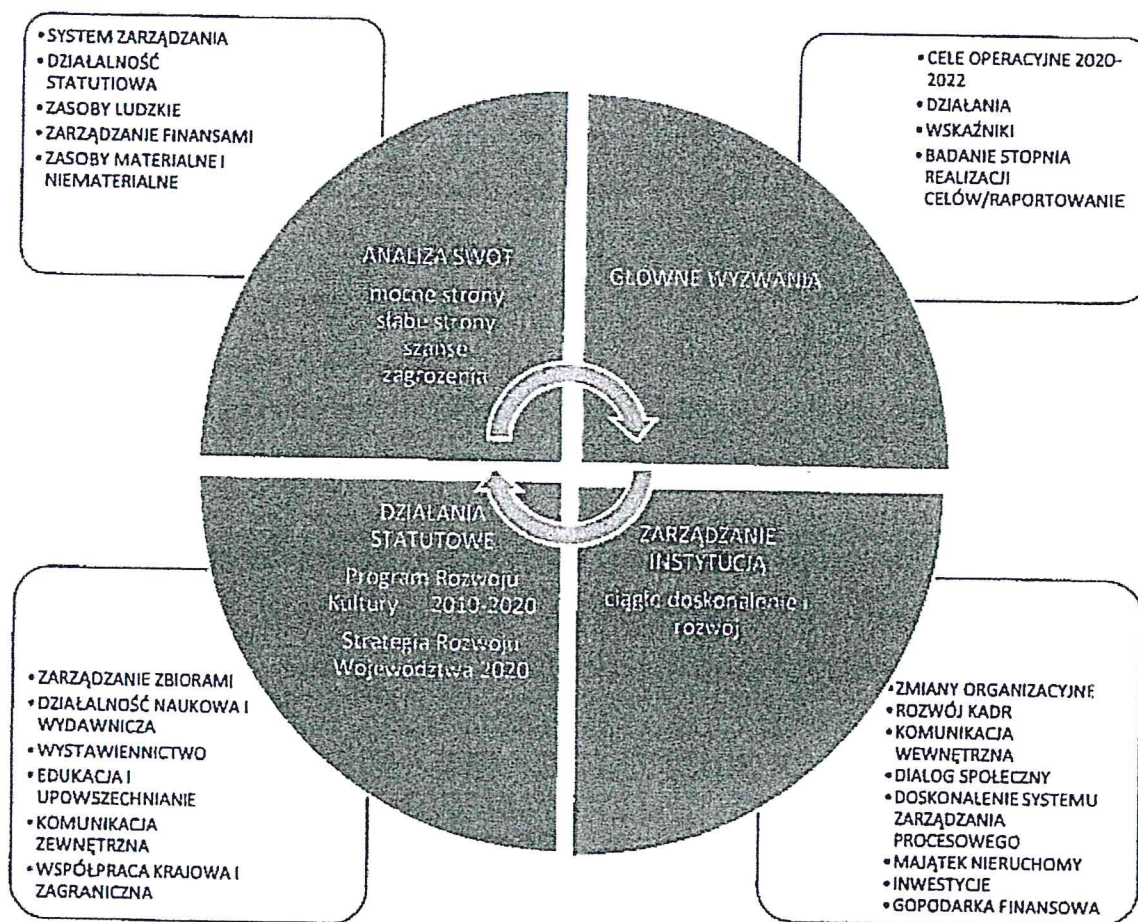 • SYSTEM ZARZĄDZANIA
• DZIAŁALNOŚĆ
STATUTIOWA
• ZASOBY LUDZKIE
• ZARZĄDZANIE FINANSAMI
• ZASOBY MATERIALNE I
NIEMATERIALNE
• CELE OPERACYJNE 2020-
2022
• DZIAŁANIA
• WSKAŹNIKI
• BADANIE STOPNIA
REALIZACJI
CELÓW/RAPORTOWANIE
ANALIZA SWOT
mocne strony
słabe strony
szanse
zagrożenia
GŁÓWNE WYZWANIA
DZIAŁANIA
STATUTOWE
Program Rozwoju
Kultury 2010-2020
Strategia Rozwoju
Województwa 2020
ZARZĄDZANIE
INSTYTUCJĄ
ciągłe doskonalenie i
rozwój
• ZARZĄDZANIE ZBIORAMI
• DZIAŁALNOŚĆ NAUKOWA I
WYDAWNICZA
• WYSTAWIENNICTWO
• EDUKACJA I
UPOWSZECHNIANIE
• KOMUNIKACJA
ZEWNĘTRZNA
• WSPÓŁPRACA KRAJOWA I
ZAGRANICZNA
• ZMIANY ORGANIZACYJNE
• ROZWÓJ KADR
• KOMUNIKACJA
WEWNĘTRZNA
• DIALOG SPOŁECZNY
• DOSKONALENIE SYSTEMU
ZARZĄDZANIA
PROCESOWEGO
• MAJĄTEK NIERUCHOMY
• INWESTYCJE
• GOPODARKA FINANSOWA